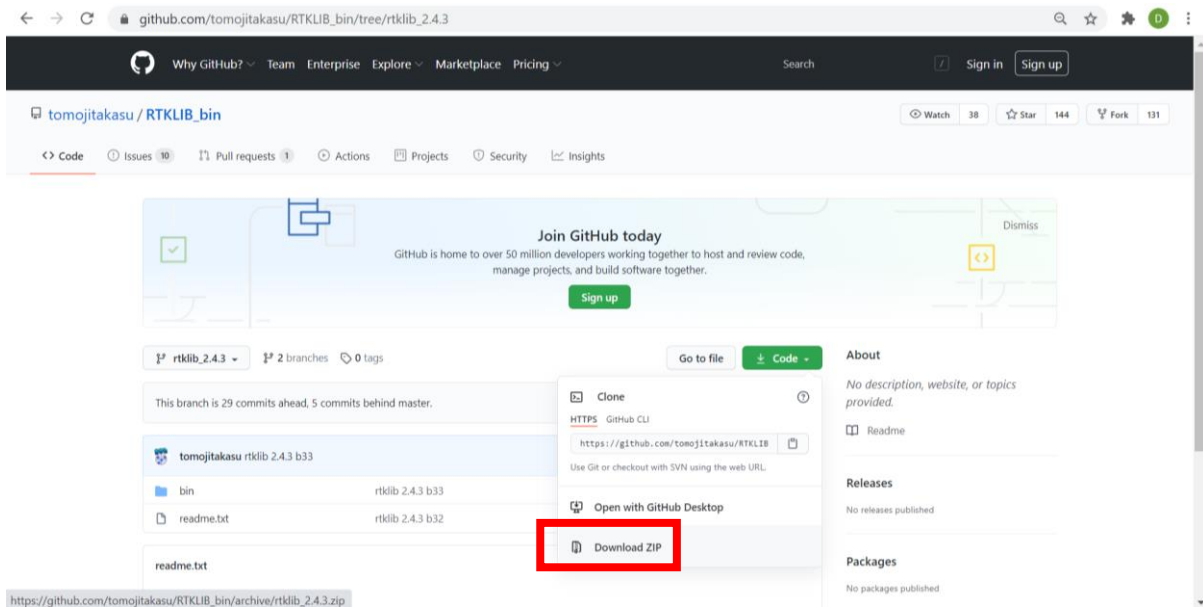 github.com/tomojitakasu/RTKLIB_bin/tree/rtklib_2.4.3
D
Why GitHub? Team Enterprise Explore Marketplace Pricing Search / Sign in Sign up
tomojitakasu / RTKLIB_bin Watch 38 Star 144 Fork 131
<> Code Issues 10 Pull requests 1 Actions Projects Security Insights
Dismiss
Join GitHub today
GitHub is home to over 50 million developers working together to host and review code,
manage projects, and build software together.
Sign up
rtklib_2.4.3 2 branches 0 tags Go to file Code
This branch is 29 commits ahead, 5 commits behind master.
Clone
HTTPS GitHub CLI
https://github.com/tomojitakasu/RTKLIB
Use Git or checkout with SVN using the web URL.
Open with GitHub Desktop
Download ZIP
tomojitakasu rtklib 2.4.3 b33
bin rtklib 2.4.3 b33
readme.txt rtklib 2.4.3 b32
readme.txt
About
No description, website, or topics
provided.
Readme
Releases
No releases published
Packages
No packages published
https://github.com/tomojitakasu/RTKLIB_bin/archive/rtklib_2.4.3.zip